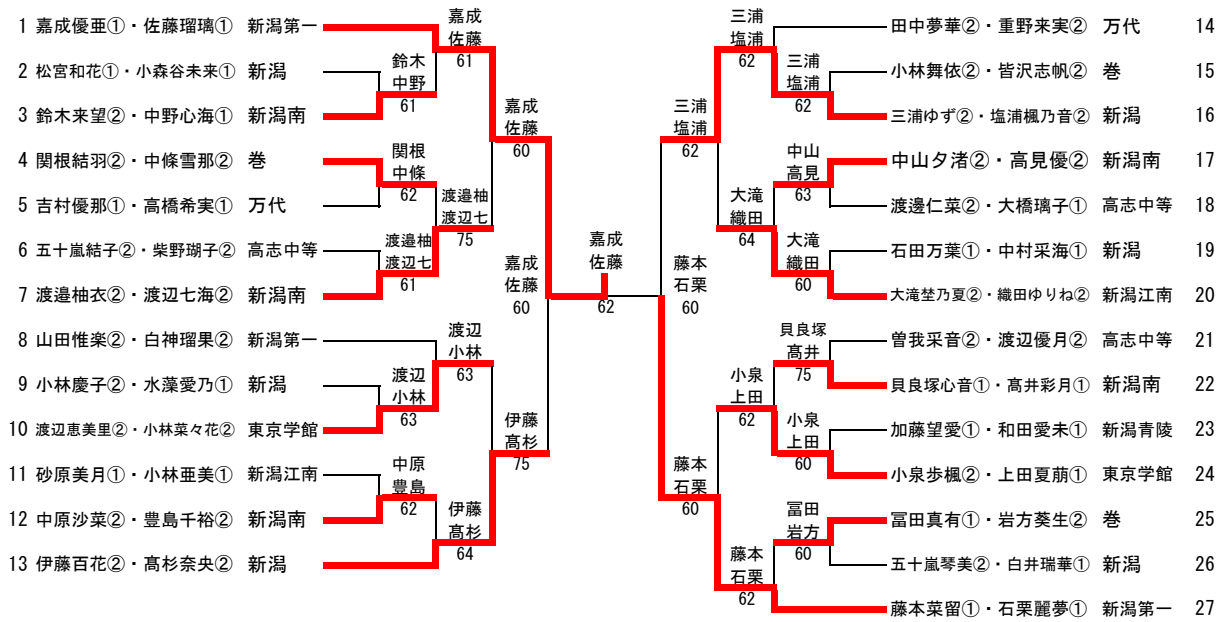 1 嘉成優亜①・佐藤瑠璃① 新潟第一
2 松宮和花①・小森谷未来① 新潟
3 鈴木来望②・中野心海① 新潟南
4 関根結羽②・中條雪那② 巻
5 吉村優那①・高橋希実① 万代
6 五十嵐結子②・柴野瑚子② 高志中等
7 渡邉柚衣②・渡辺七海② 新潟南
8 山田惟楽②・白神瑠果② 新潟第一
9 小林慶子②・水藻愛乃① 新潟
10 渡辺恵美里②・小林菜々花② 東京学館
11 砂原美月①・小林亜美① 新潟江南
12 中原沙菜②・豊島千裕② 新潟南
13 伊藤百花②・髙杉奈央② 新潟
鈴木
中野
61
関根
中條
62
渡邉柚
渡辺七
61
渡辺
小林
63
中原
豊島
62
嘉成
佐藤
61
渡邉柚
渡辺七
75
渡辺
小林
63
伊藤
髙杉
64
嘉成
佐藤
60
伊藤
髙杉
75
嘉成
佐藤
60
嘉成
佐藤
62
藤本
石栗
60
三浦
塩浦
62
藤本
石栗
60
三浦
塩浦
62
大滝
織田
64
小泉
上田
62
藤本
石栗
62
三浦
塩浦
62
中山
高見
63
大滝
織田
60
貝良塚
髙井
75
小泉
上田
60
冨田
岩方
60
田中夢華②・重野来実② 万代 14
小林舞依②・皆沢志帆② 巻 15
三浦ゆず②・塩浦楓乃音② 新潟 16
中山夕渚②・高見優② 新潟南 17
渡邊仁菜②・大橋璃子① 高志中等 18
石田万葉①・中村采海① 新潟 19
大滝埜乃夏②・織田ゆりね② 新潟江南 20
曽我采音②・渡辺優月② 高志中等 21
貝良塚心音①・髙井彩月① 新潟南 22
加藤望愛①・和田愛未① 新潟青陵 23
小泉歩楓②・上田夏萠① 東京学館 24
冨田真有①・岩方葵生② 巻 25
五十嵐琴美②・白井瑞華① 新潟 26
藤本菜留①・石栗麗夢① 新潟第一 27